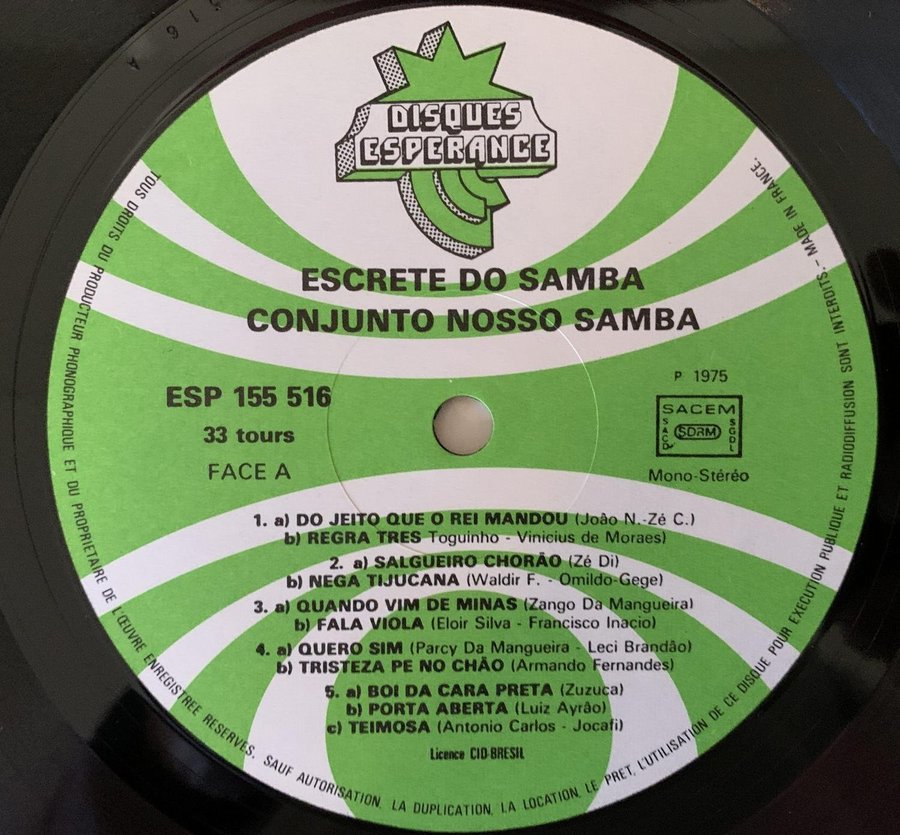 DISQUES
ESPERANCE
ESCRETE DO SAMBA
CONJUNTO NOSSO SAMBA
ESP 155 516
33 tours
FACE A
P 1975
SACEM
SACD
SDRM
SGDL
Mono-Stéréo
1. a) DO JEITO QUE O REI MANDOU (Joâo N.-Zé C.)
b) REGRA TRES Toguinho - Vinicius de Moraes)
2. a) SALGUEIRO CHORÂO (Zé Di)
b) NEGA TIJUCANA (Waldir F. - Omildo-Gege)
3. a) QUANDO VIM DE MINAS (Zango Da Mangueira)
b) FALA VIOLA (Eloir Silva - Francisco Inacio)
4. a) QUERO SIM (Parcy Da Mangueira - Leci Brandâo)
b) TRISTEZA PE NO CHÂO (Armando Fernandes)
5. a) BOI DA CARA PRETA (Zuzuca)
b) PORTA ABERTA (Luiz Ayrâo)
c) TEIMOSA (Antonio Carlos - Jocafi)
Licence CID-BRESIL
TOUS DROITS DU PRODUCTEUR PHONOGRAPHIQUE ET DU PROPRIETAIRE DE L'ŒUVRE ENREGISTREE RESERVES. SAUF AUTORISATION, LA DUPLICATION, LA LOCATION, LE PRET, L'UTILISATION DE CE DISQUE POUR EXECUTION PUBLIQUE ET RADIODIFFUSION SONT INTERDITS. - MADE IN FRANCE.